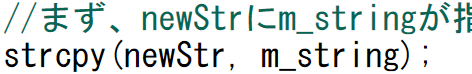 //まず、newStrにm_stringが指
strcpy(newStr, m_string);